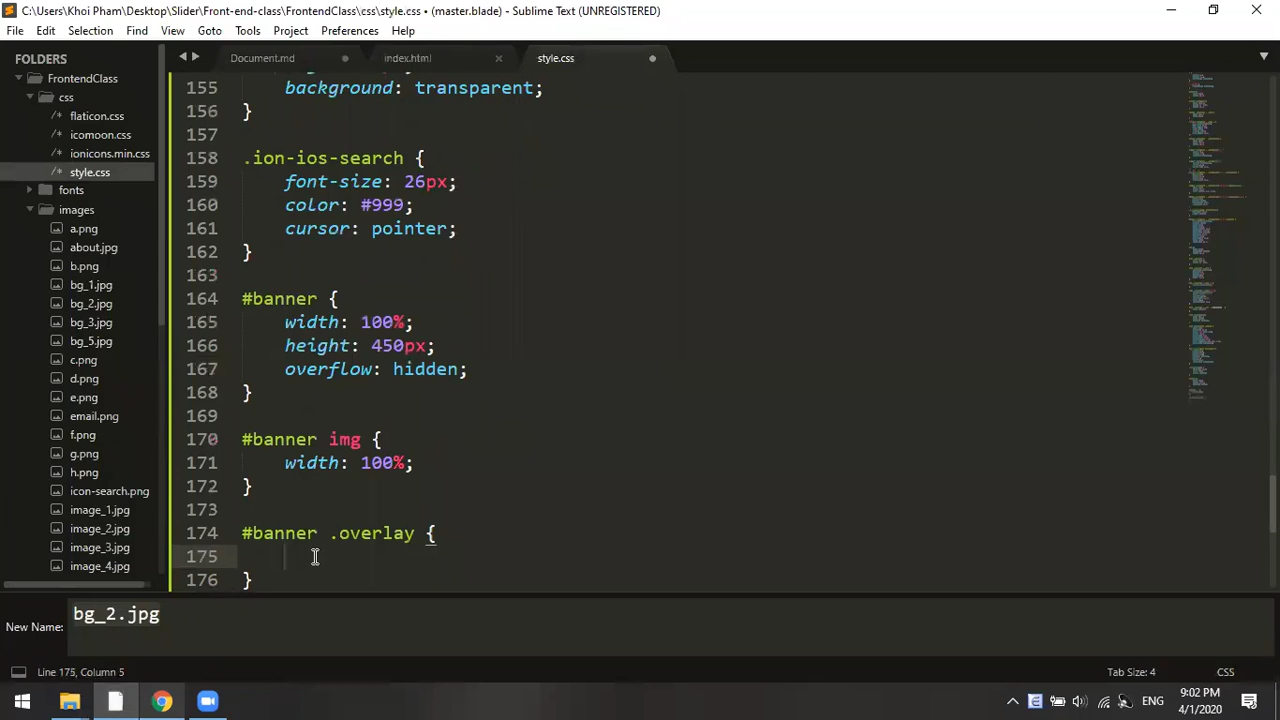 C:\Users\Khoi Pham\Desktop\Slider\Front-end-class\FrontendClass\css\style.css • (master.blade) - Sublime Text (UNREGISTERED)
File Edit Selection Find View Goto Tools Project Preferences Help
FOLDERS
FrontendClass
css
flaticon.css
icomoon.css
ionicons.min.css
style.css
fonts
images
a.png
about.jpg
b.png
bg_1.jpg
bg_2.jpg
bg_3.jpg
bg_5.jpg
c.png
d.png
e.png
email.png
f.png
g.png
h.png
icon-search.png
image_1.jpg
image_2.jpg
image_3.jpg
image_4.jpg
Document.md index.html style.css
155 background: transparent;
156 }
157
158 .ion-ios-search {
159 font-size: 26px;
160 color: #999;
161 cursor: pointer;
162 }
163
164 #banner {
165 width: 100%;
166 height: 450px;
167 overflow: hidden;
168 }
169
170 #banner img {
171 width: 100%;
172 }
173
174 #banner .overlay {
175
176 }
New Name: bg_2.jpg
Line 175, Column 5 Tab Size: 4 CSS
ENG
9:02 PM
4/1/2020